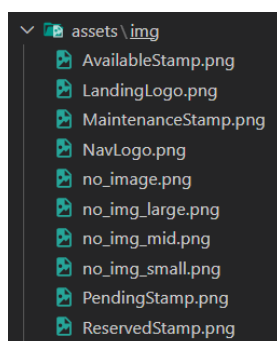 assets\img
AvailableStamp.png
LandingLogo.png
MaintenanceStamp.png
NavLogo.png
no_image.png
no_img_large.png
no_img_mid.png
no_img_small.png
PendingStamp.png
ReservedStamp.png